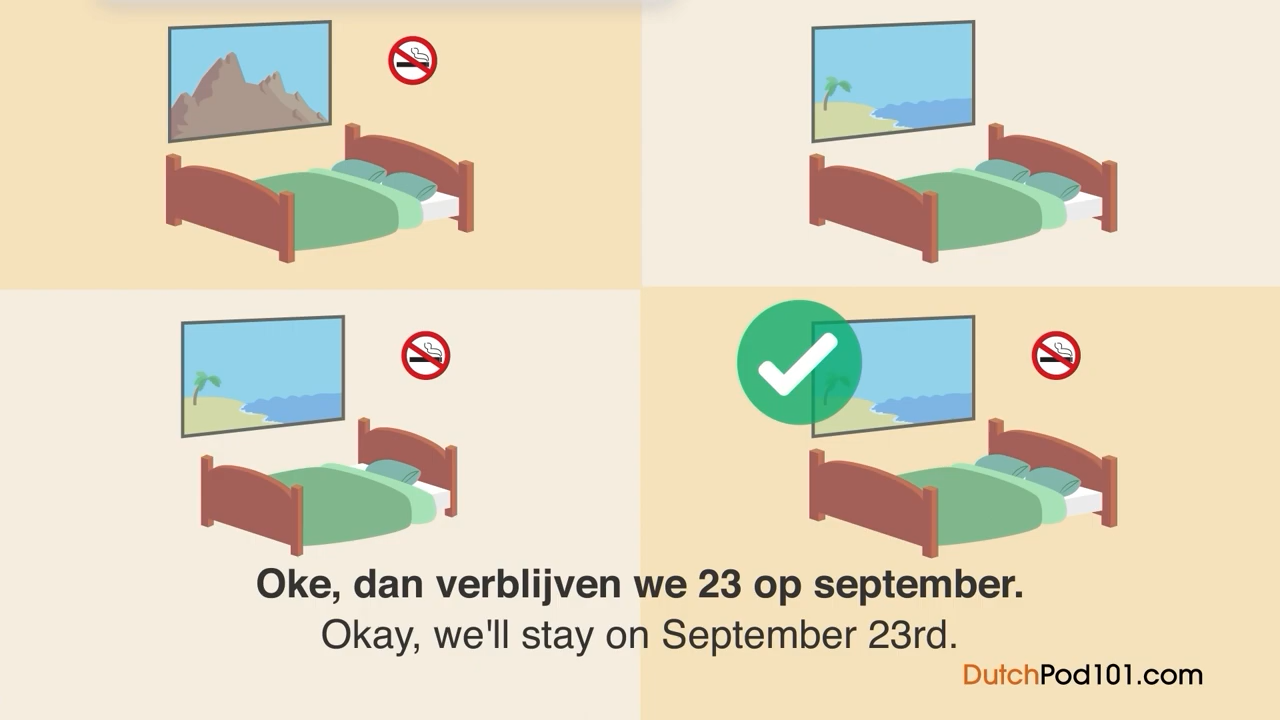 Oke, dan verblijven we 23 op september.
Okay, we'll stay on September 23rd.
DutchPod101.com